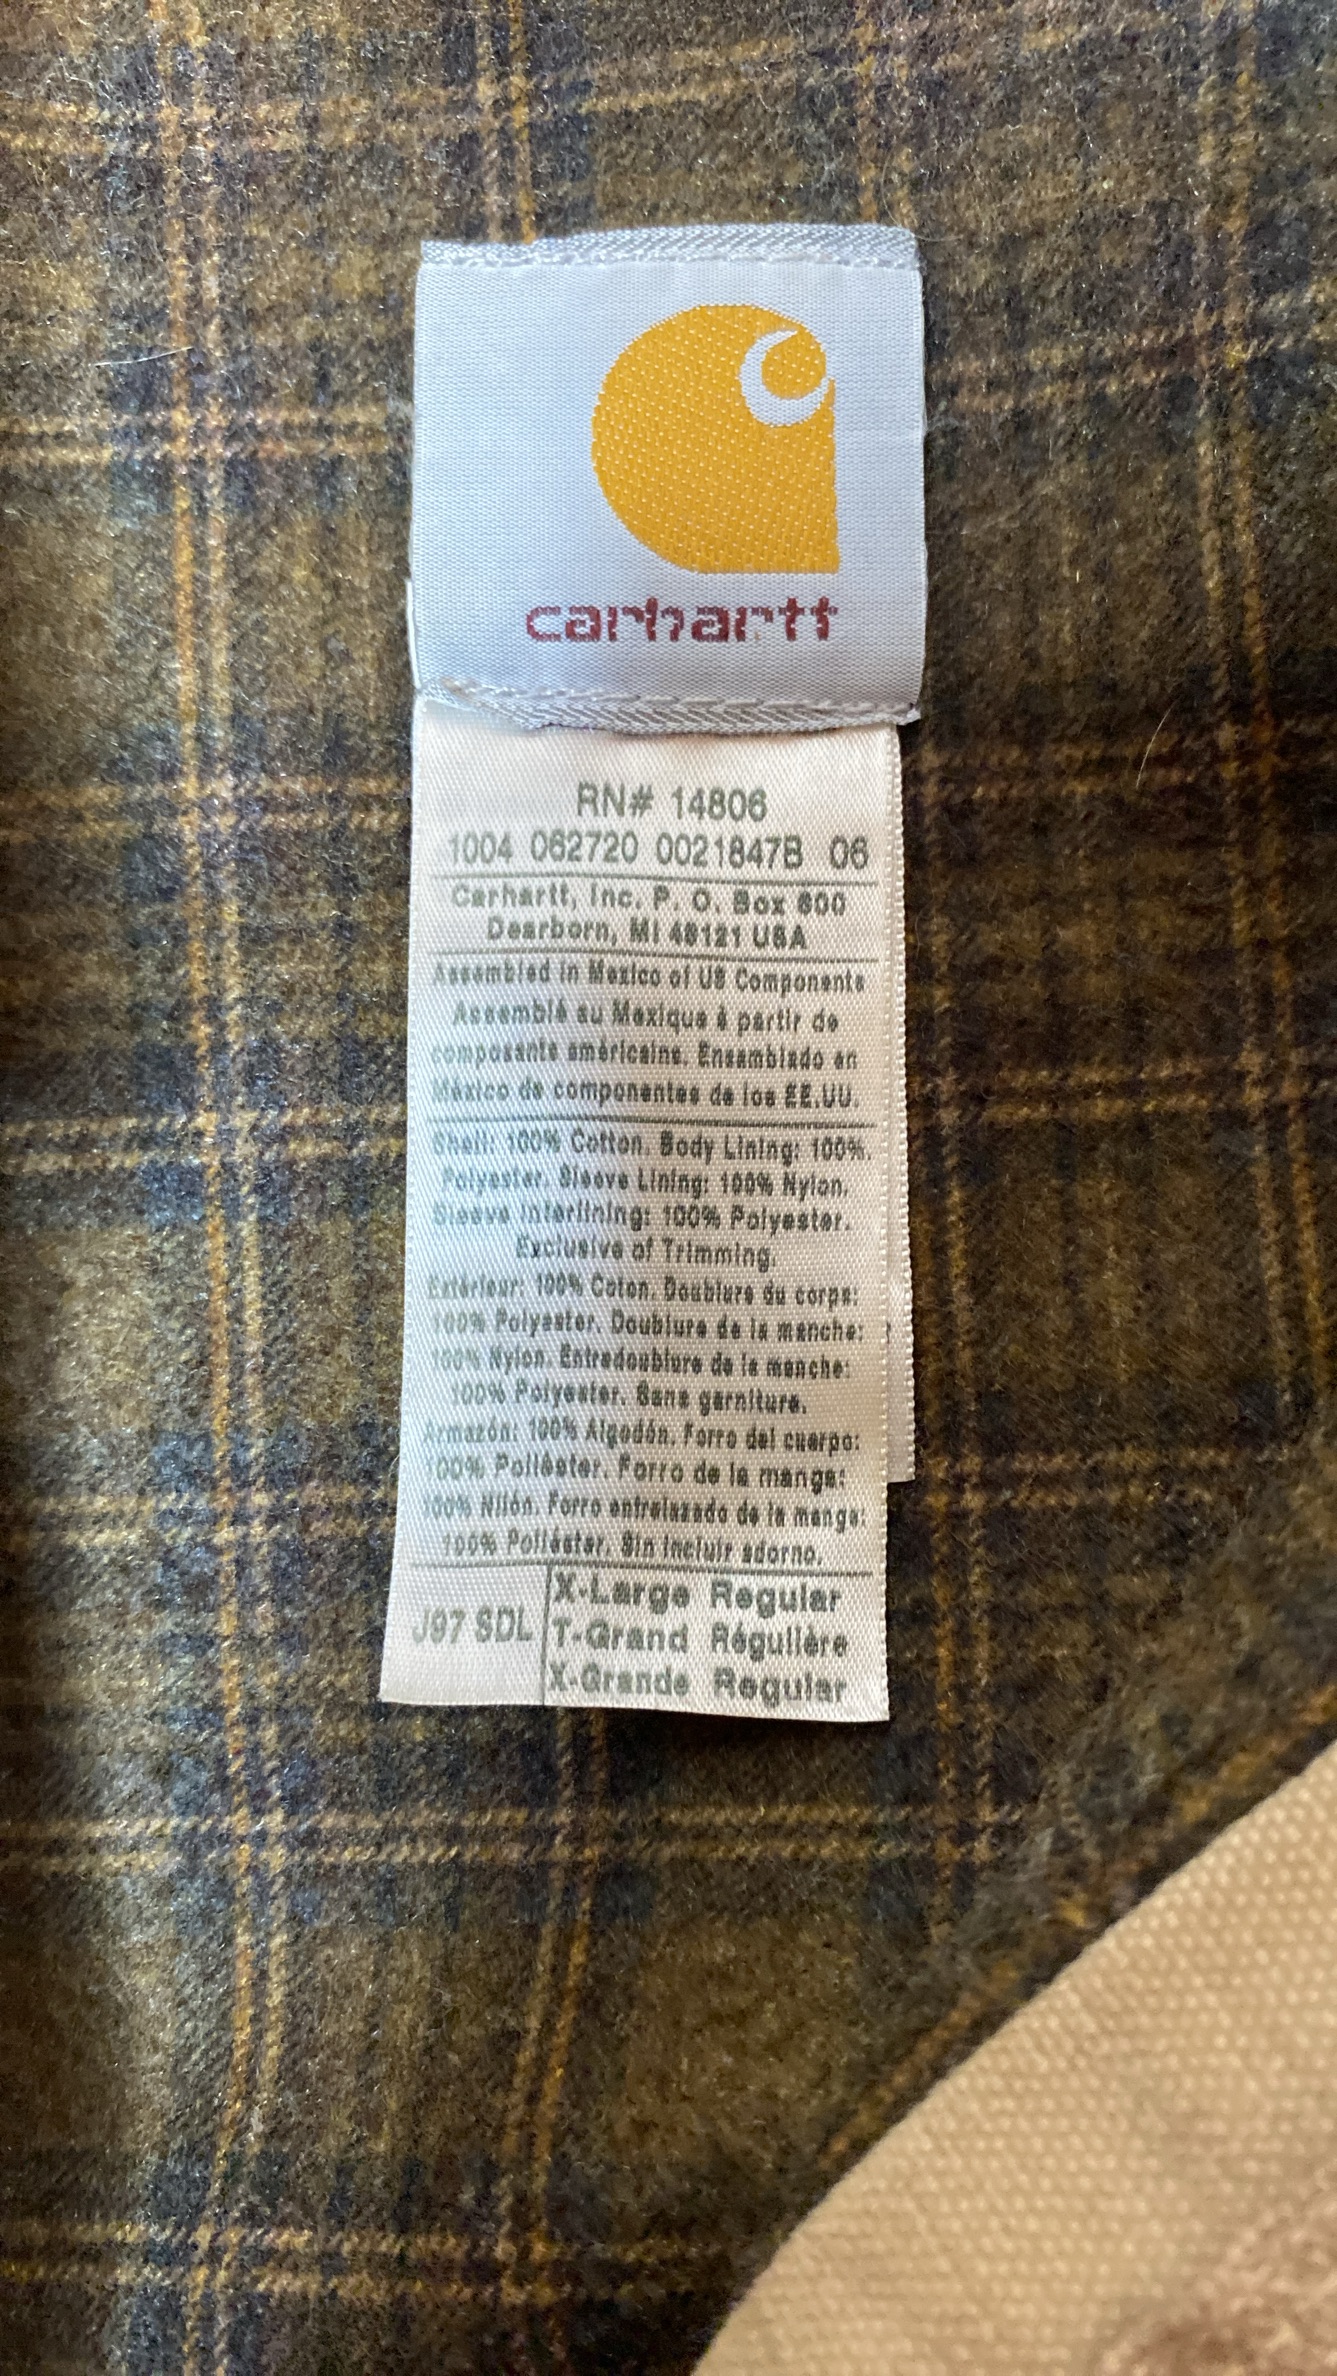 carhartt
RN# 14806
1004 062720 0021847B 06
Carhartt, Inc. P. O. Box 600
Dearborn, MI 48121 USA
Assembled in Mexico of US Components
Assemblé au Mexique à partir de
composants américains. Ensamblado en
México de componentes de los EE.UU.
Shell: 100% Cotton. Body Lining: 100%.
Polyester. Sleeve Lining: 100% Nylon.
Sleeve Interlining: 100% Polyester.
Exclusive of Trimming.
Extérieur: 100% Coton. Doublure du corps:
100% Polyester. Doublure de la manche:
100% Nylon. Entredoublure de la manche:
100% Polyester. Sans garniture.
Armazón: 100% Algodón. Forro del cuerpo:
100% Poliéster. Forro de la manga:
100% Nilón. Forro entrelazado de la manga:
100% Poliéster. Sin incluir adorno.
J97 SDL
X-Large Regular
T-Grand Régulière
X-Grande Regular